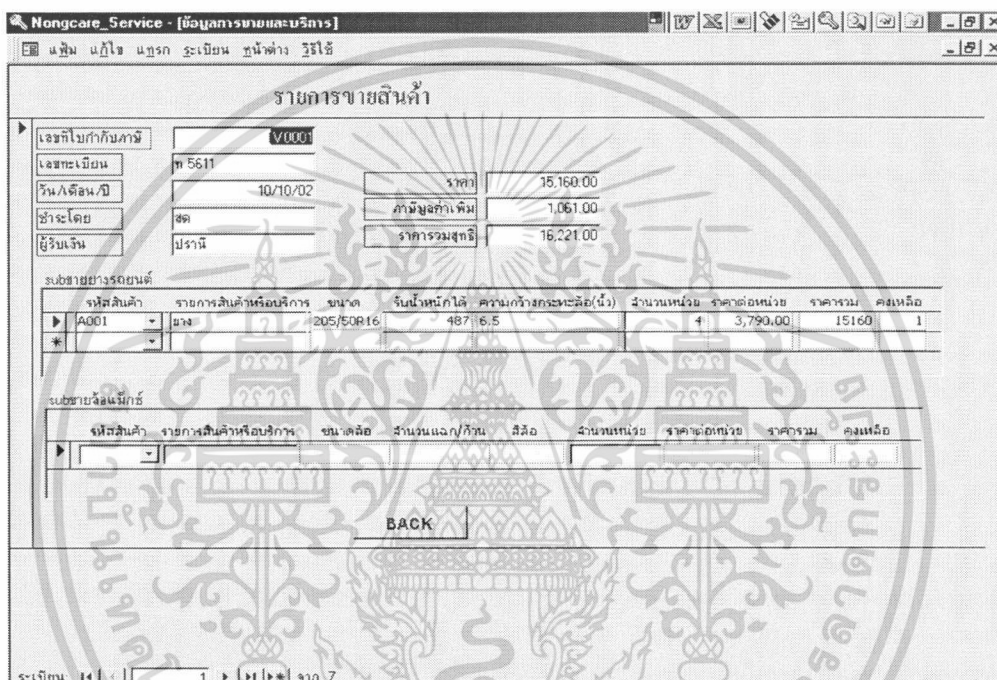 Nongcare_Service - [ข้อมูลการขายและบริการ]
แฟ้ม แก้ไข แทรก ระเบียน หน้าต่าง วิธีใช้
รายการขายสินค้า
เลขที่ใบกำกับภาษี V0001
เลขทะเบียน ท 5611
วัน/เดือน/ปี 10/10/02
ชำระโดย สด
ผู้รับเงิน ปรานี
ราคา 15,160.00
ภาษีมูลค่าเพิ่ม 1,061.00
ราคารวมสุทธิ 16,221.00
subขายยางรถยนต์
รหัสสินค้า รายการสินค้าหรือบริการ ขนาด รับน้ำหนักได้ ความกว้างกระทะล้อ(นิ้ว) จำนวนหน่วย ราคาต่อหน่วย ราคารวม คงเหลือ
A001 ยาง 205/50R16 487 6.5 4 3,790.00 15160 1
subขายล้อแม็กซ์
รหัสสินค้า รายการสินค้าหรือบริการ ขนาดล้อ จำนวนแฉก/ก้าน สีล้อ จำนวนหน่วย ราคาต่อหน่วย ราคารวม คงเหลือ
BACK
ระเบียน: 1 จาก 7